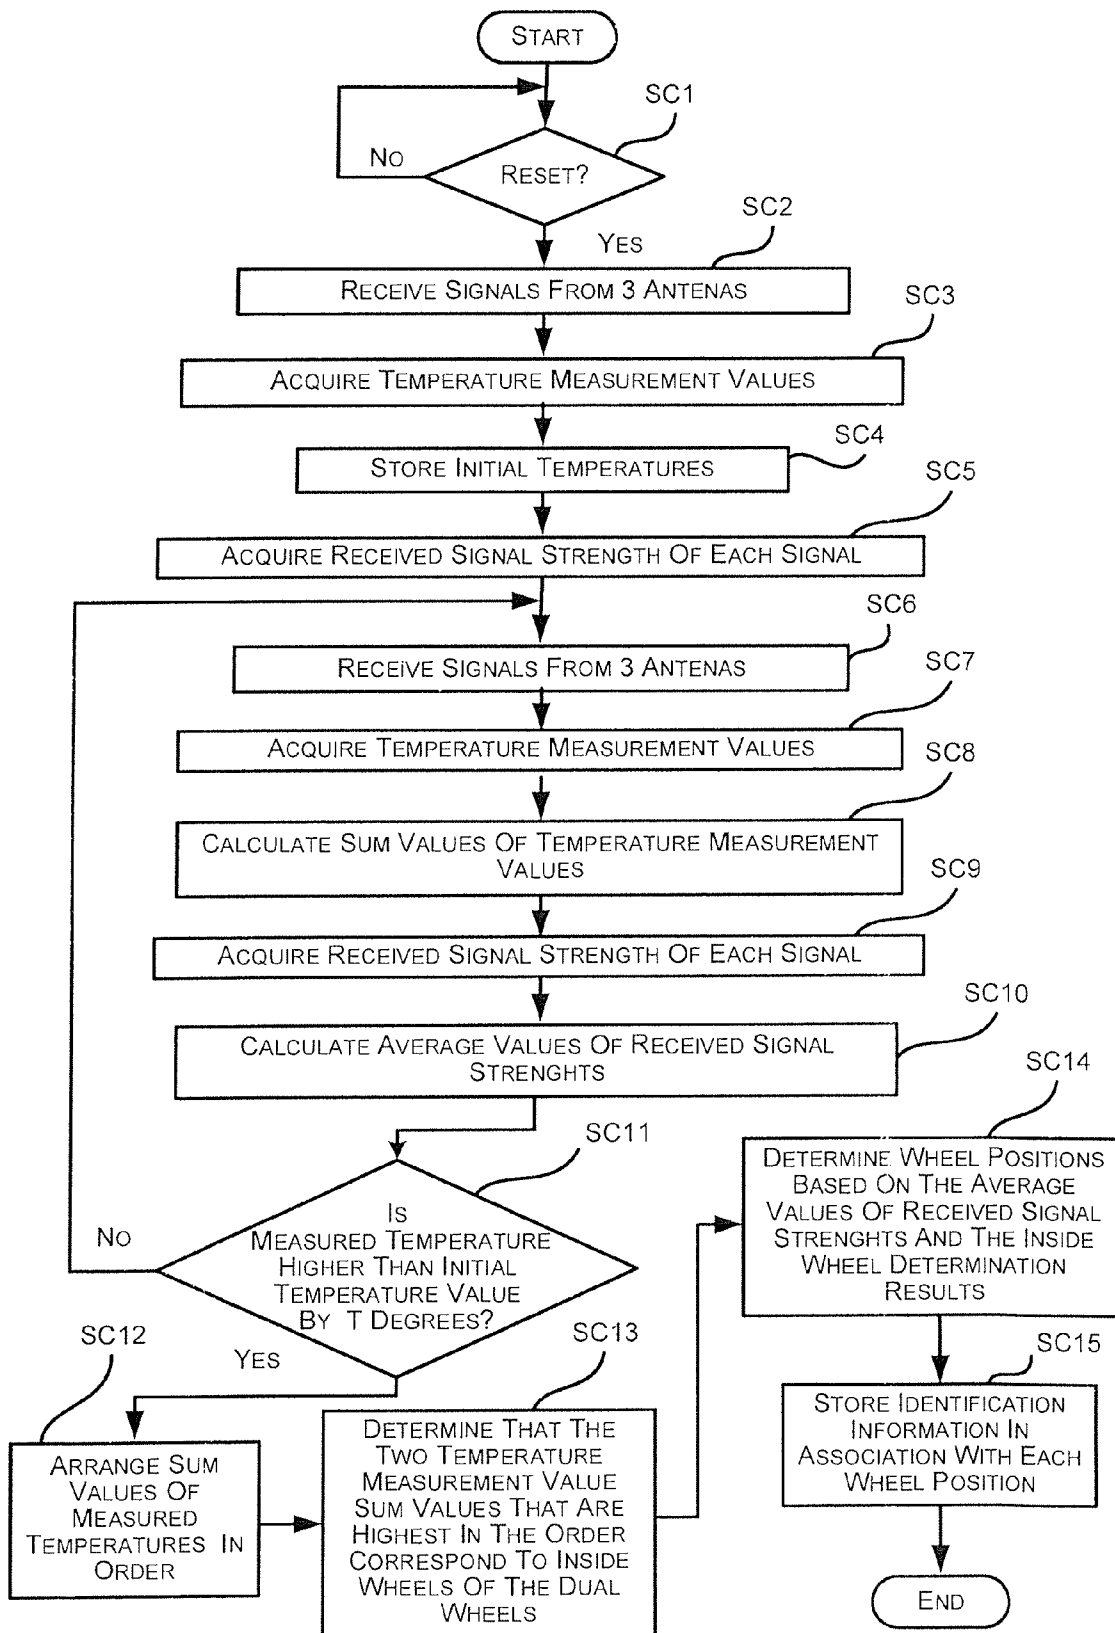 START
SC1
NO
RESET?
YES
SC2
RECEIVE SIGNALS FROM 3 ANTENAS
SC3
ACQUIRE TEMPERATURE MEASUREMENT VALUES
SC4
STORE INITIAL TEMPERATURES
SC5
ACQUIRE RECEIVED SIGNAL STRENGTH OF EACH SIGNAL
SC6
RECEIVE SIGNALS FROM 3 ANTENAS
SC7
ACQUIRE TEMPERATURE MEASUREMENT VALUES
SC8
CALCULATE SUM VALUES OF TEMPERATURE MEASUREMENT
VALUES
SC9
ACQUIRE RECEIVED SIGNAL STRENGTH OF EACH SIGNAL
SC10
CALCULATE AVERAGE VALUES OF RECEIVED SIGNAL
STRENGHTS
SC11
NO
IS
MEASURED TEMPERATURE
HIGHER THAN INITIAL
TEMPERATURE VALUE
BY T DEGREES?
YES
SC12
ARRANGE SUM
VALUES OF
MEASURED
TEMPERATURES IN
ORDER
SC13
DETERMINE THAT THE
TWO TEMPERATURE
MEASUREMENT VALUE
SUM VALUES THAT ARE
HIGHEST IN THE ORDER
CORRESPOND TO INSIDE
WHEELS OF THE DUAL
WHEELS
SC14
DETERMINE WHEEL POSITIONS
BASED ON THE AVERAGE
VALUES OF RECEIVED SIGNAL
STRENGHTS AND THE INSIDE
WHEEL DETERMINATION
RESULTS
SC15
STORE IDENTIFICATION
INFORMATION IN
ASSOCIATION WITH EACH
WHEEL POSITION
END